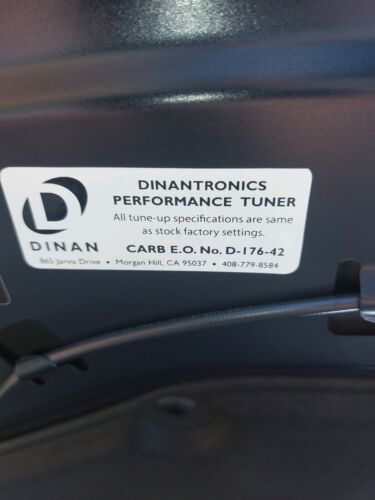 DINANTRONICS
PERFORMANCE TUNER
All tune-up specifications are same
as stock factory settings.
CARB E.O. No. D-176-42
DINAN
865 Jarvis Drive • Morgan Hill, CA 95037 • 408-779-8584